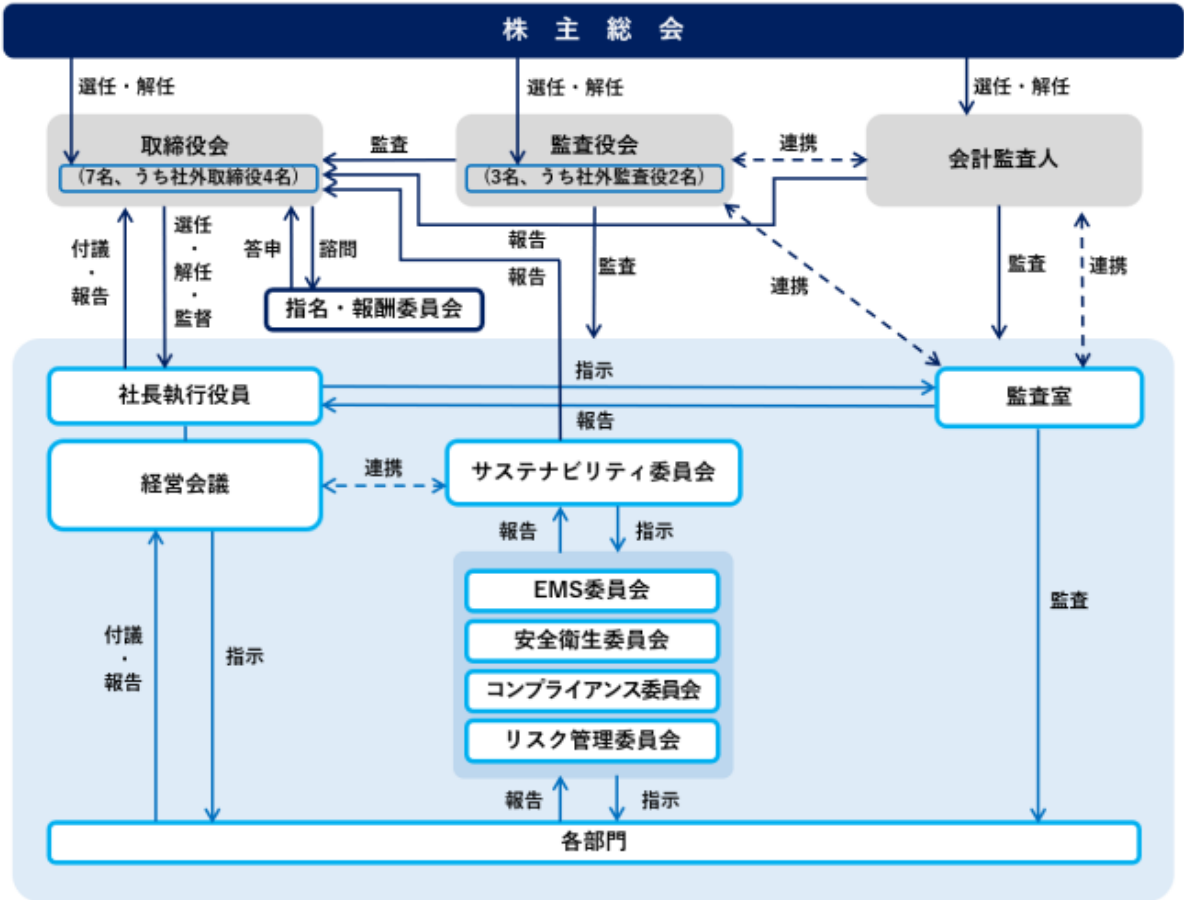 株主総会
選任・解任
選任・解任
選任・解任
取締役会
(7名、うち社外取締役4名)
監査
監査役会
(3名、うち社外監査役2名)
連携
会計監査人
付議
・
報告
選任
・
解任
・
監督
答申
諮問
報告
報告
監査
連携
監査
連携
指名・報酬委員会
社長執行役員
指示
報告
監査室
経営会議
連携
サステナビリティ委員会
報告
指示
EMS委員会
安全衛生委員会
コンプライアンス委員会
リスク管理委員会
付議
・
報告
指示
監査
報告
指示
各部門